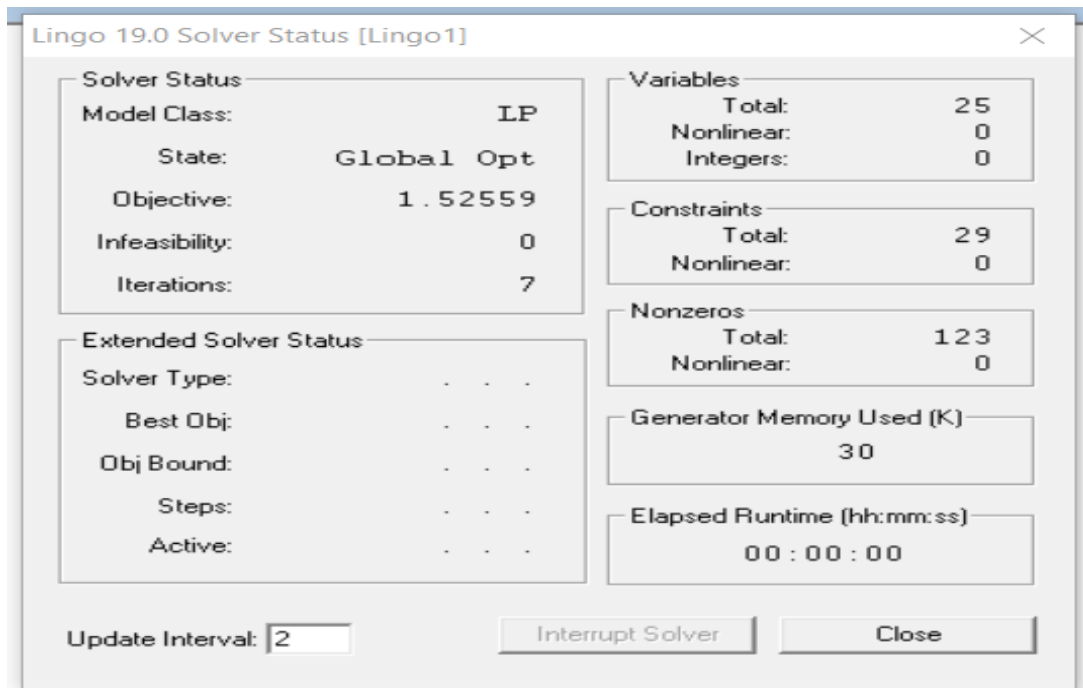 Lingo 19.0 Solver Status [Lingo1]
Solver Status
Model Class: LP
State: Global Opt
Objective: 1.52559
Infeasibility: 0
Iterations: 7
Extended Solver Status
Solver Type: . . .
Best Obj: . . .
Obj Bound: . . .
Steps: . . .
Active: . . .
Update Interval: 2
Variables
Total: 25
Nonlinear: 0
Integers: 0
Constraints
Total: 29
Nonlinear: 0
Nonzeros
Total: 123
Nonlinear: 0
Generator Memory Used (K)
30
Elapsed Runtime (hh:mm:ss)
00:00:00
Interrupt Solver
Close